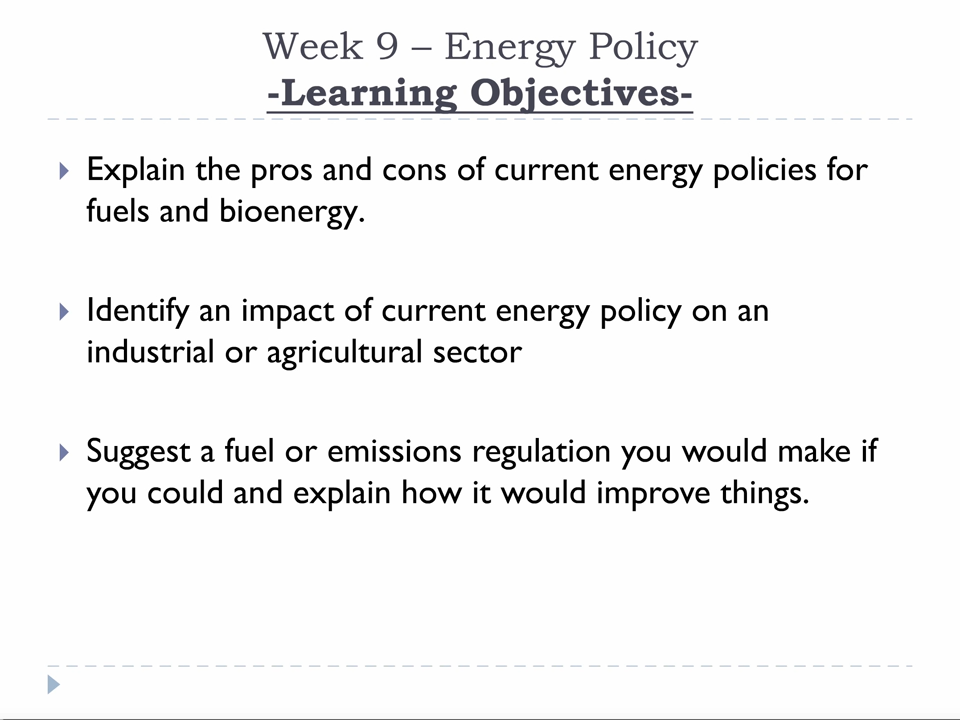 Week 9 – Energy Policy
-Learning Objectives-
Explain the pros and cons of current energy policies for
fuels and bioenergy.
Identify an impact of current energy policy on an
industrial or agricultural sector
Suggest a fuel or emissions regulation you would make if
you could and explain how it would improve things.